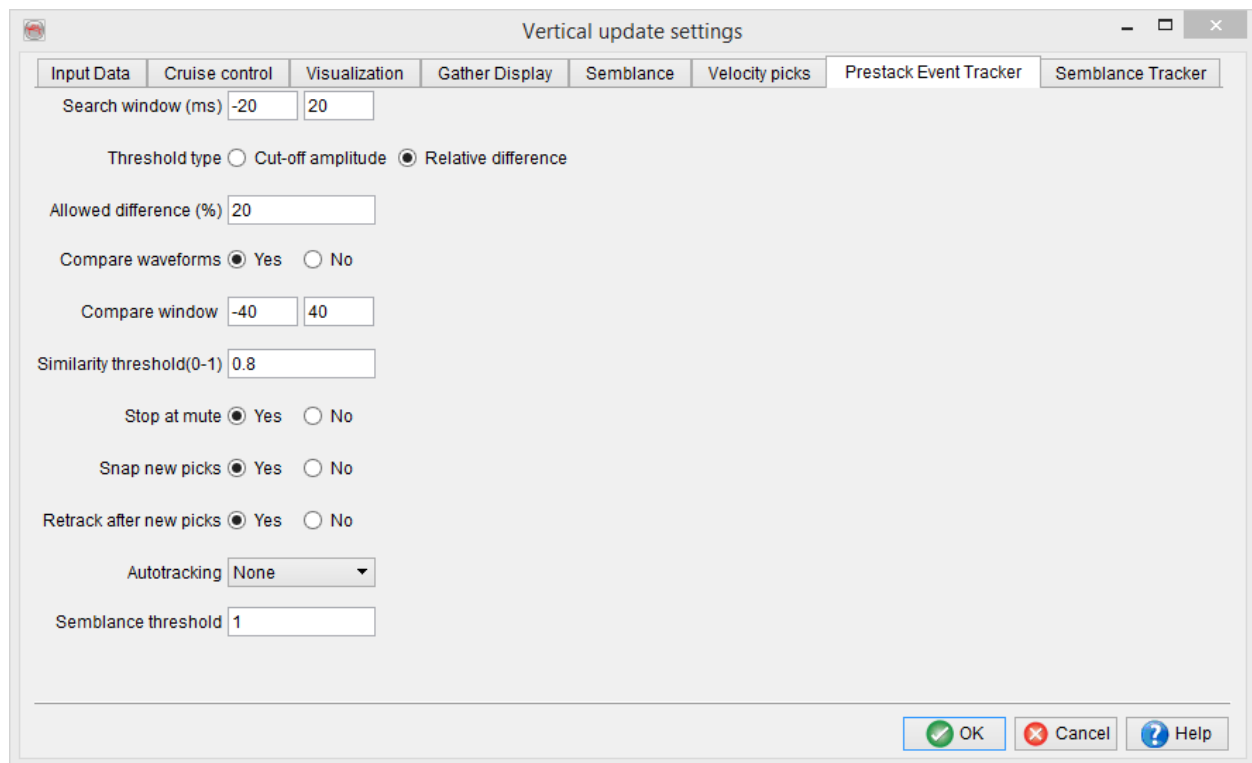 Vertical update settings
Input Data Cruise control Visualization Gather Display Semblance Velocity picks Prestack Event Tracker Semblance Tracker
Search window (ms) -20 20
Threshold type Cut-off amplitude Relative difference
Allowed difference (%) 20
Compare waveforms Yes No
Compare window -40 40
Similarity threshold(0-1) 0.8
Stop at mute Yes No
Snap new picks Yes No
Retrack after new picks Yes No
Autotracking None
Semblance threshold 1
OK Cancel Help